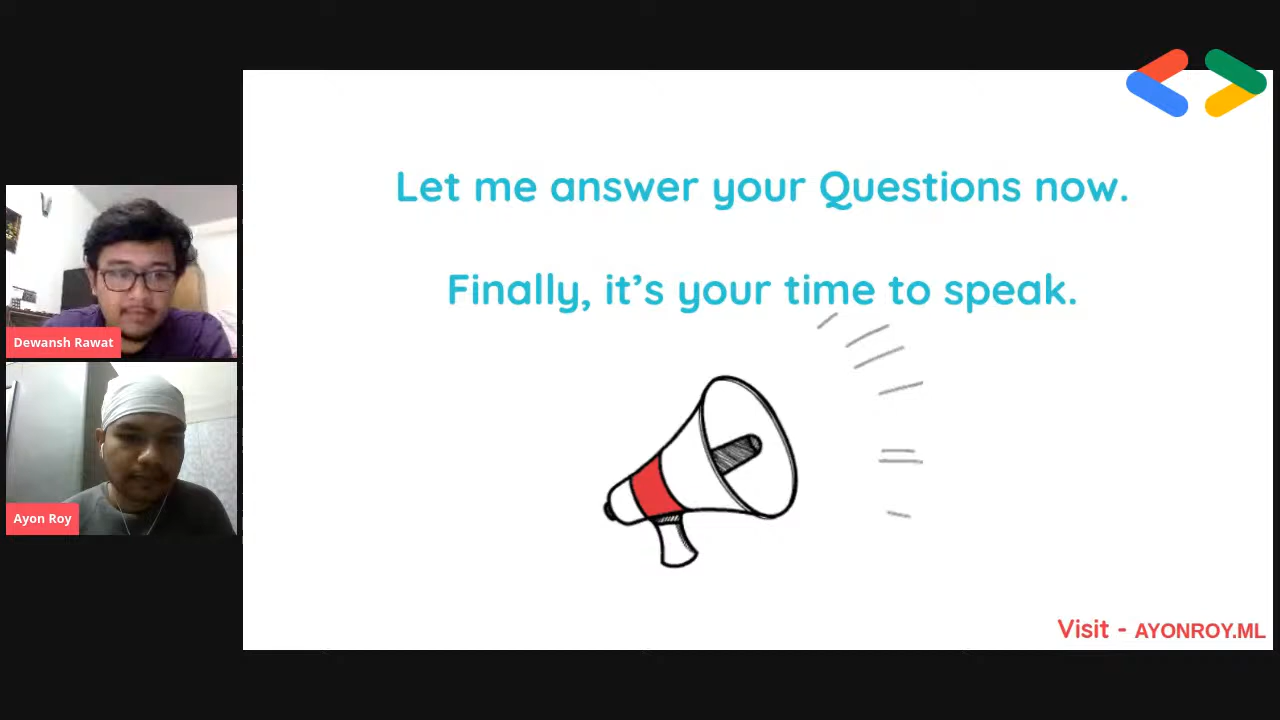 Let me answer your Questions now.
Finally, it's your time to speak.
Dewansh Rawat
Ayon Roy
Visit - AYONROY.ML